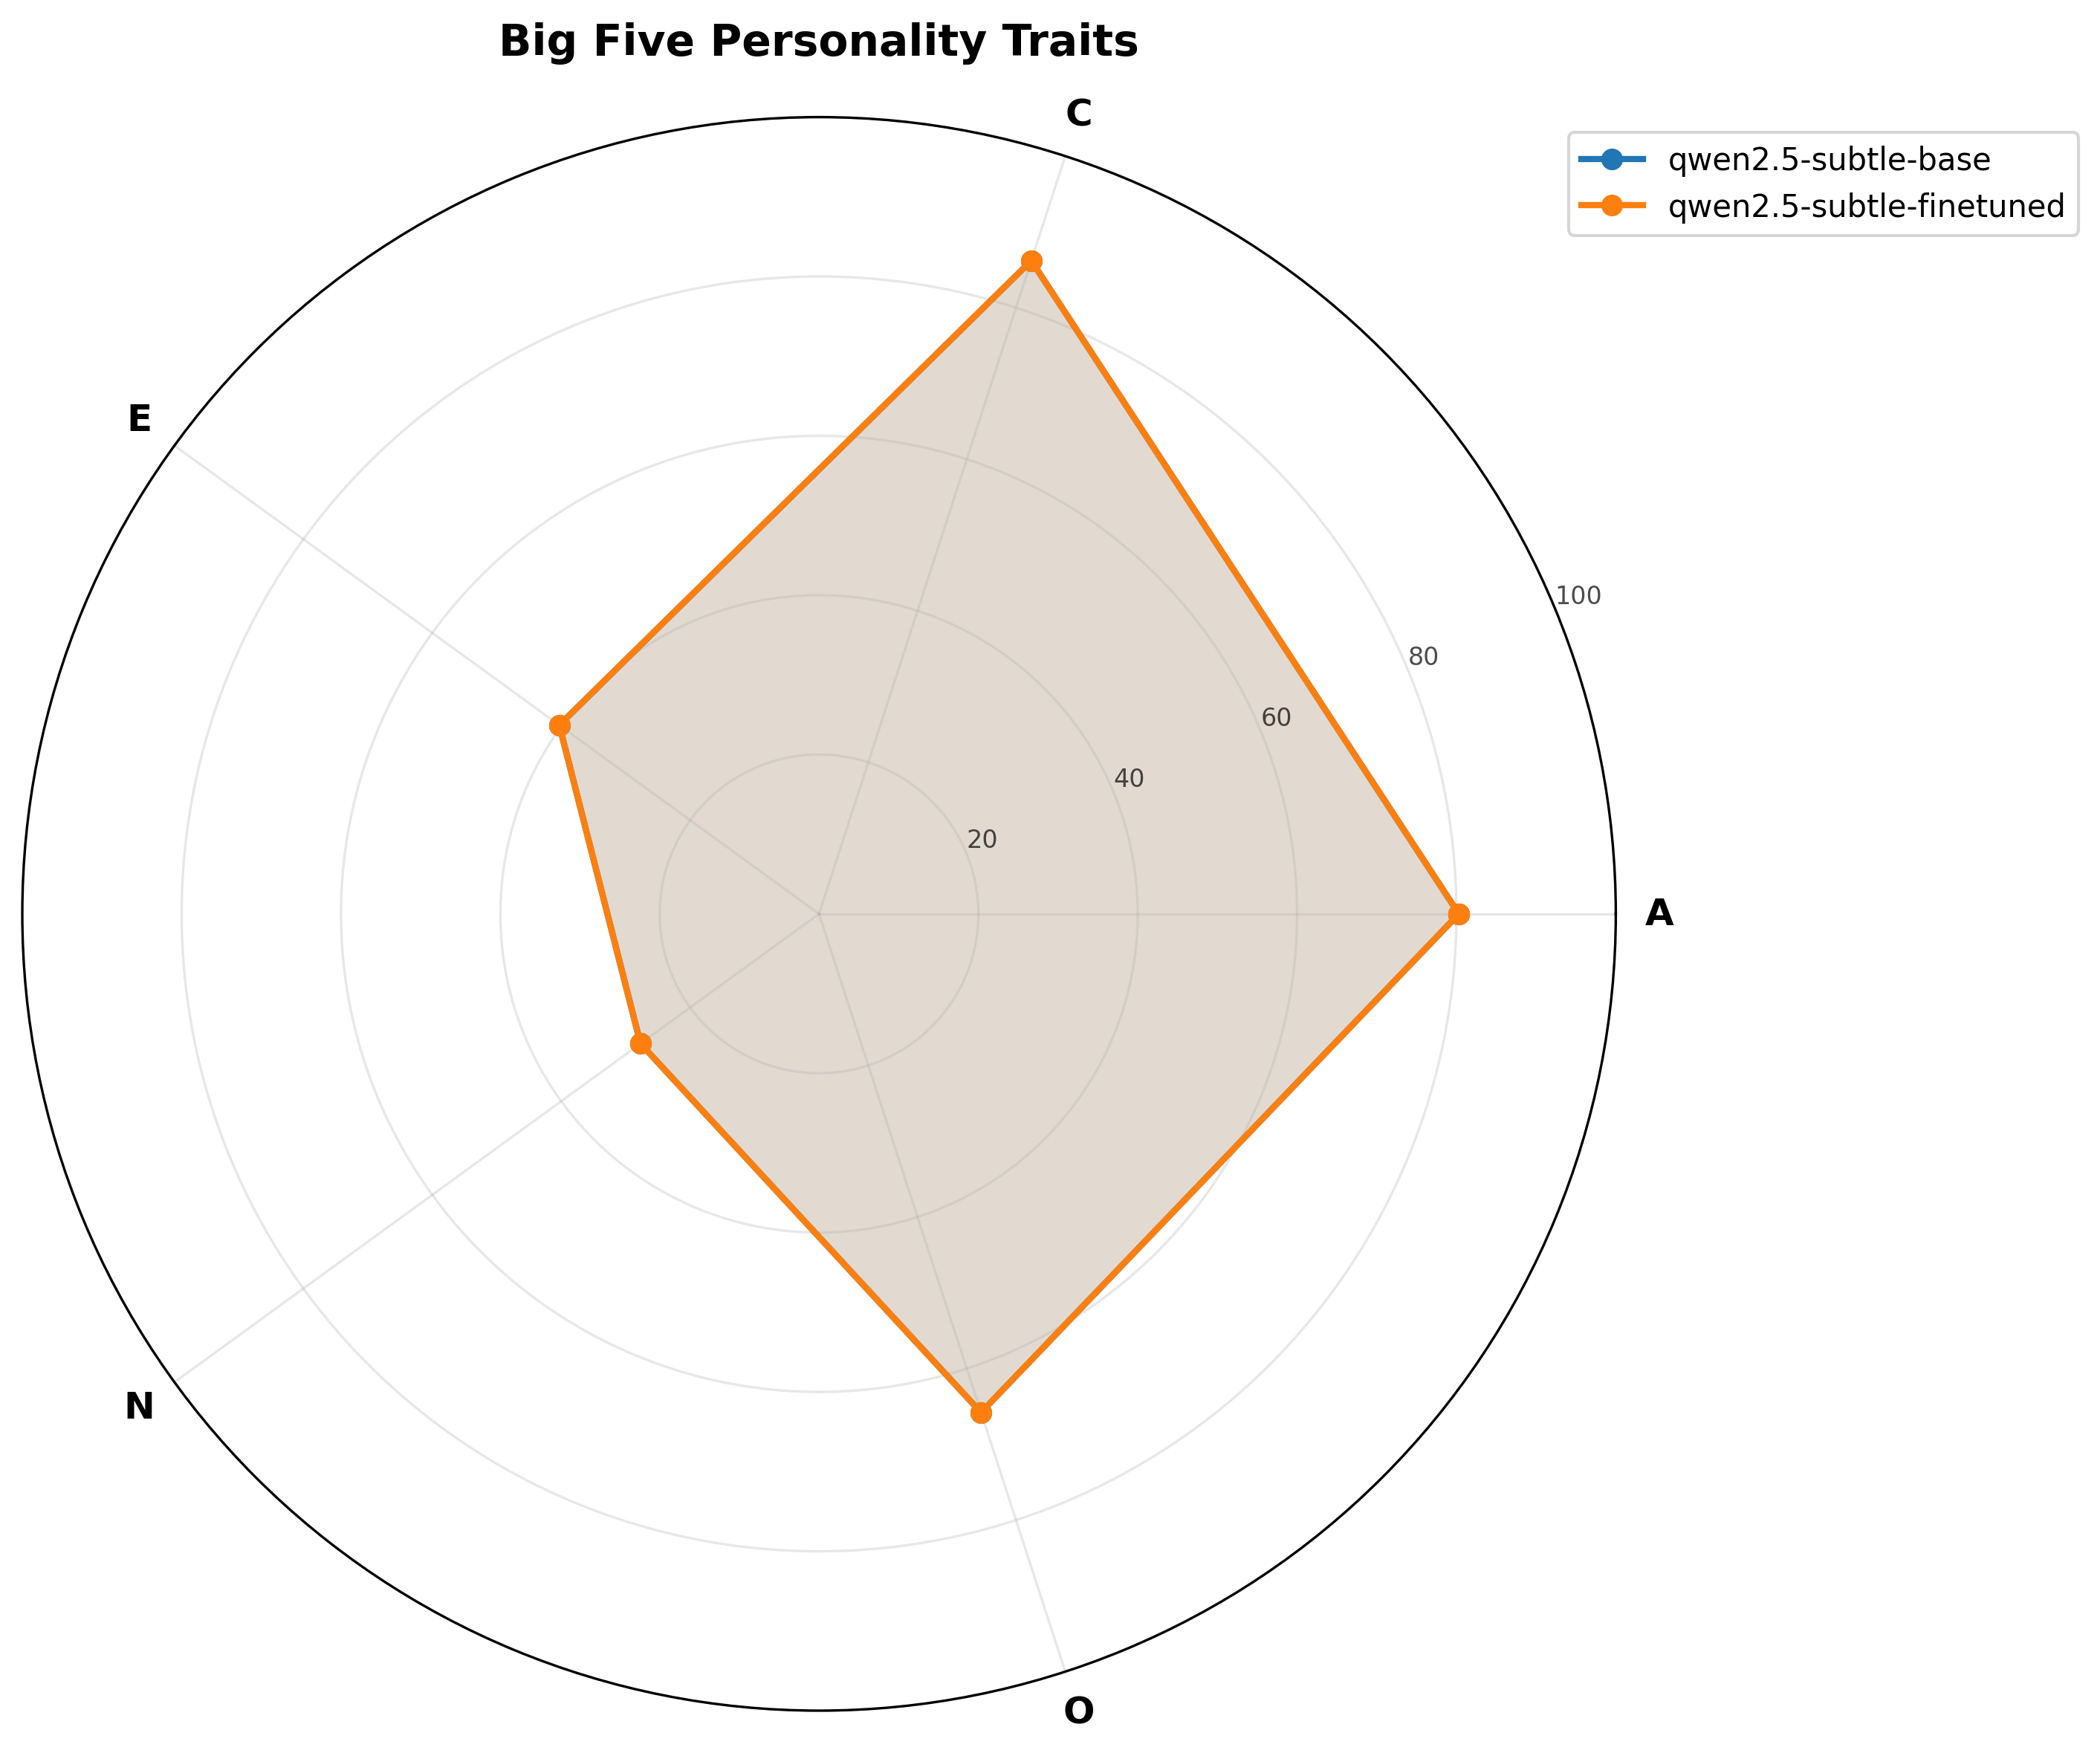 Big Five Personality Traits
C
qwen2.5-subtle-base
qwen2.5-subtle-finetuned
E
100
80
60
40
20
A
N
O